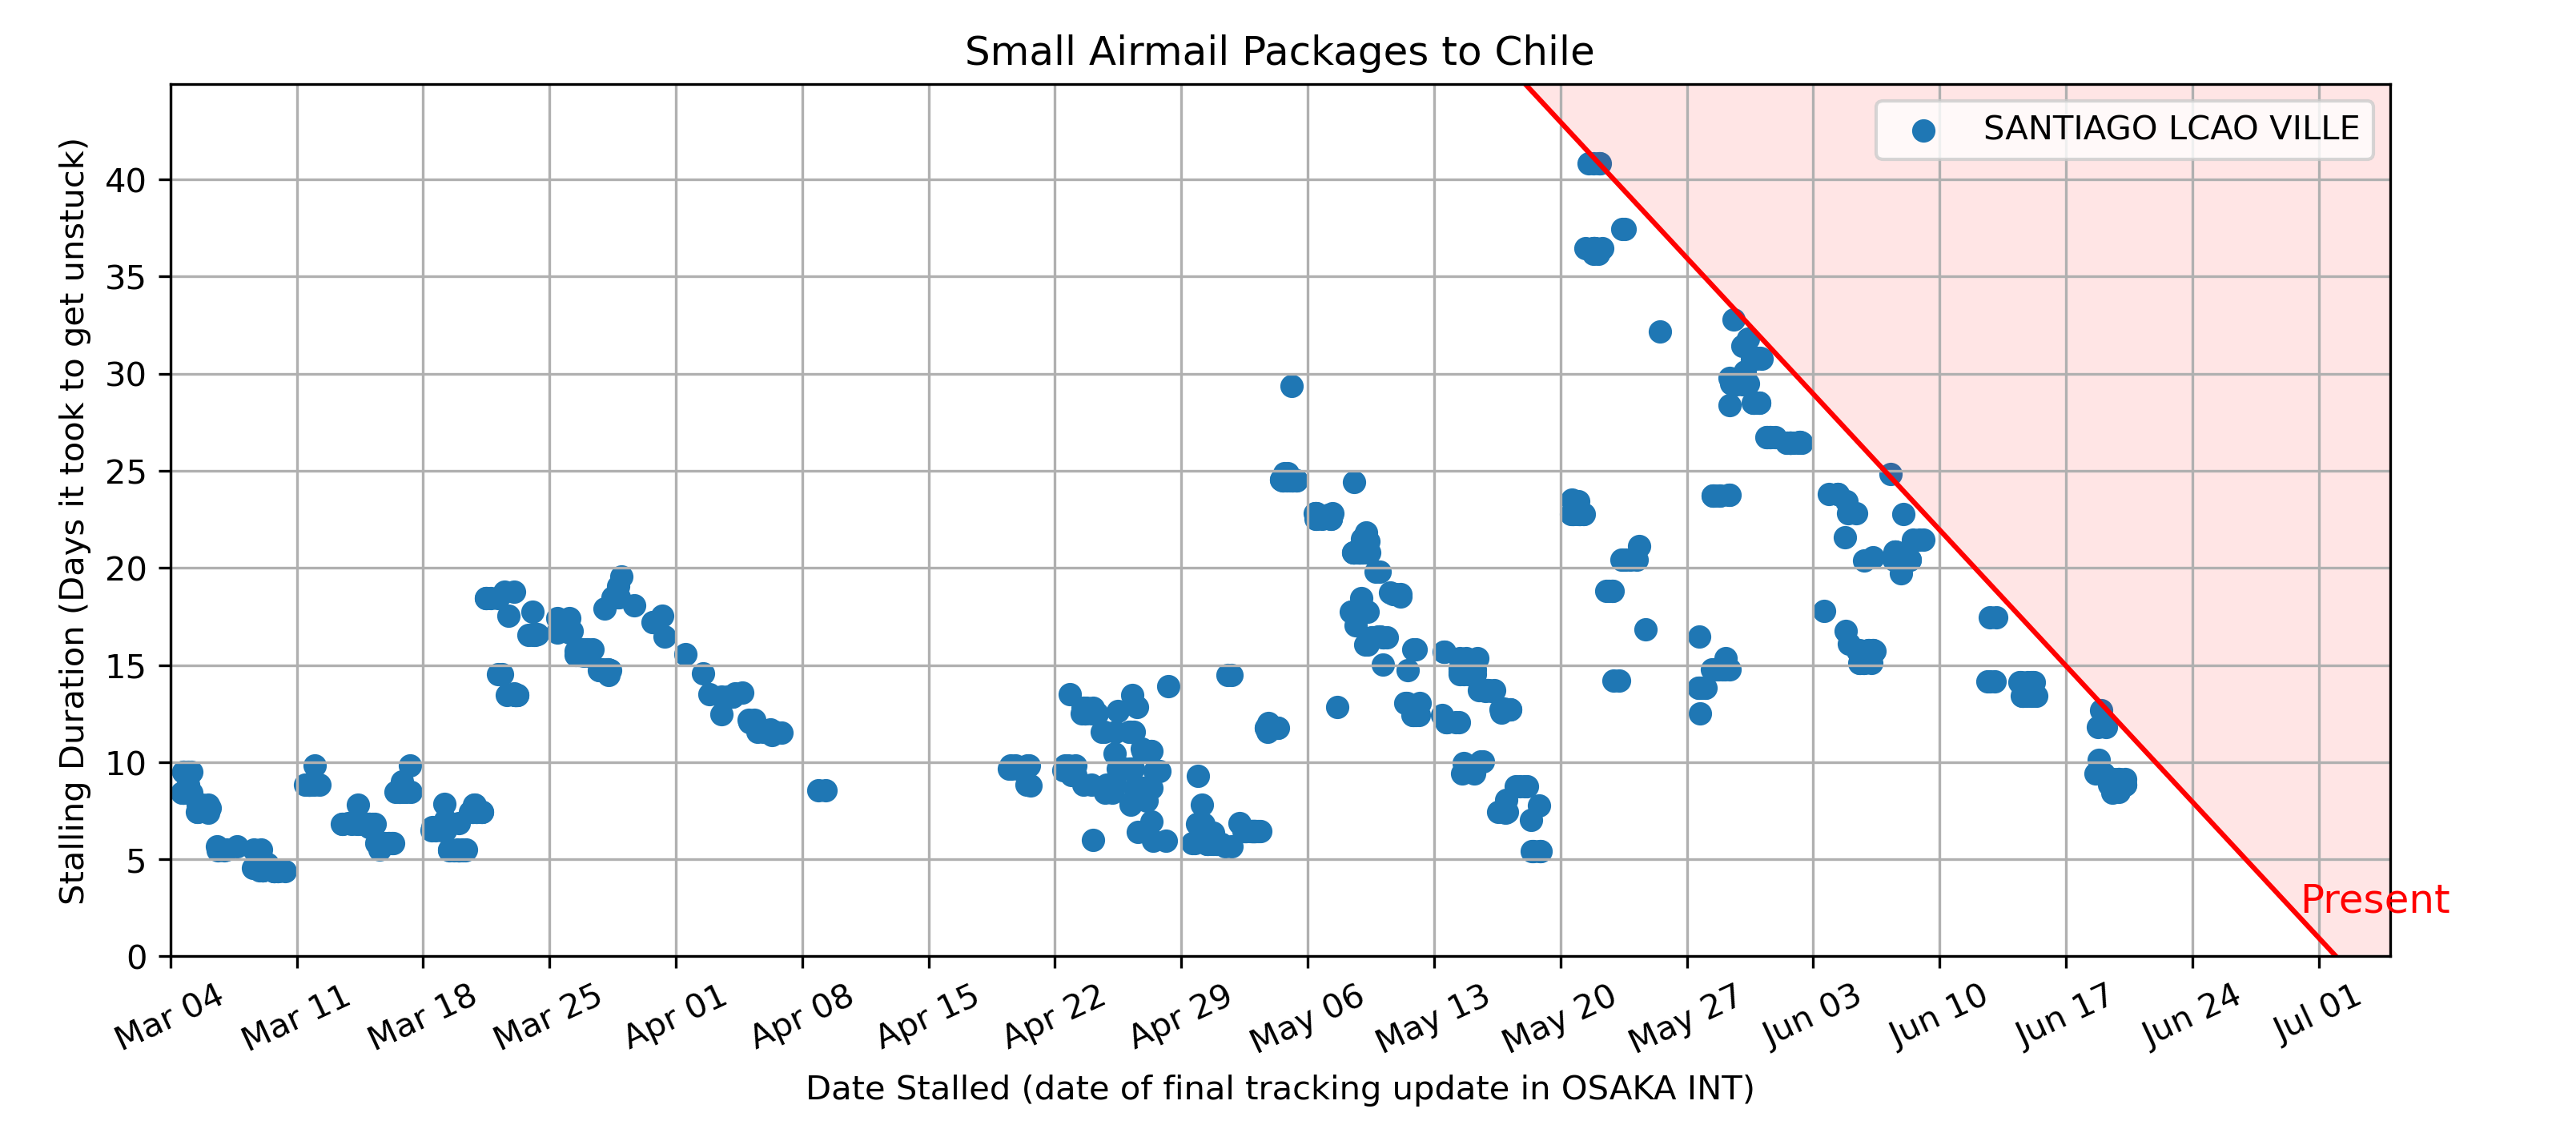 Small Airmail Packages to Chile
SANTIAGO LCAO VILLE
Stalling Duration (Days it took to get unstuck)
40
35
30
25
20
15
10
5
0
Present
Mar 04
Mar 11
Mar 18
Mar 25
Apr 01
Apr 08
Apr 15
Apr 22
Apr 29
May 06
May 13
May 20
May 27
Jun 03
Jun 10
Jun 17
Jun 24
Jul 01
Date Stalled (date of final tracking update in OSAKA INT)